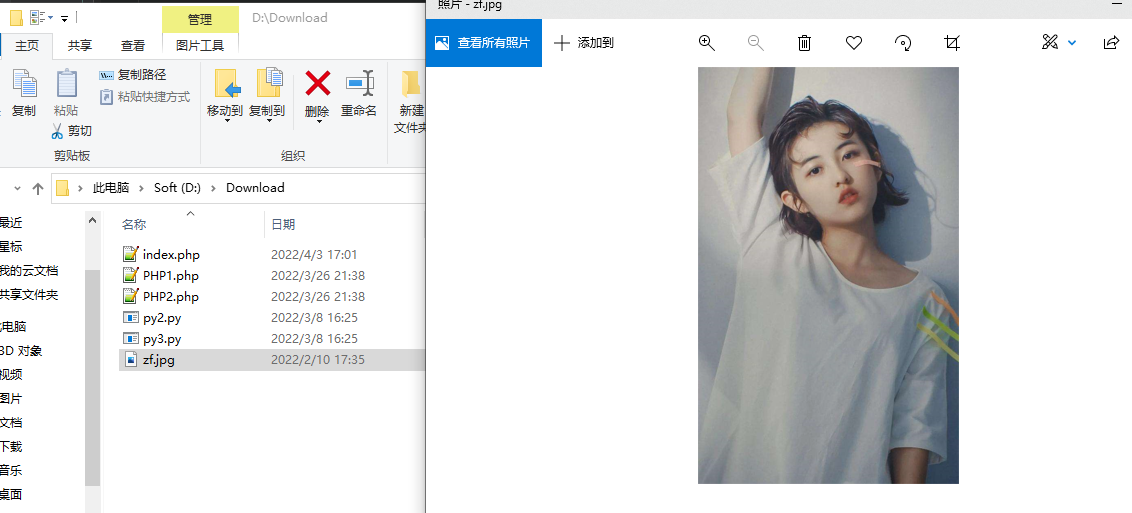 管理
D:\Download
主页
共享
查看
图片工具
复制
粘贴
复制路径
粘贴快捷方式
剪切
剪贴板
移动到
复制到
删除
重命名
组织
新建
文件夹
此电脑
Soft (D:)
Download
名称
日期
最近
星标
我的云文档
共享文件夹
此电脑
3D 对象
视频
图片
文档
下载
音乐
桌面
index.php
2022/4/3 17:01
PHP1.php
2022/3/26 21:38
PHP2.php
2022/3/26 21:38
py2.py
2022/3/8 16:25
py3.py
2022/3/8 16:25
zf.jpg
2022/2/10 17:35
照片 - zf.jpg
查看所有照片
添加到